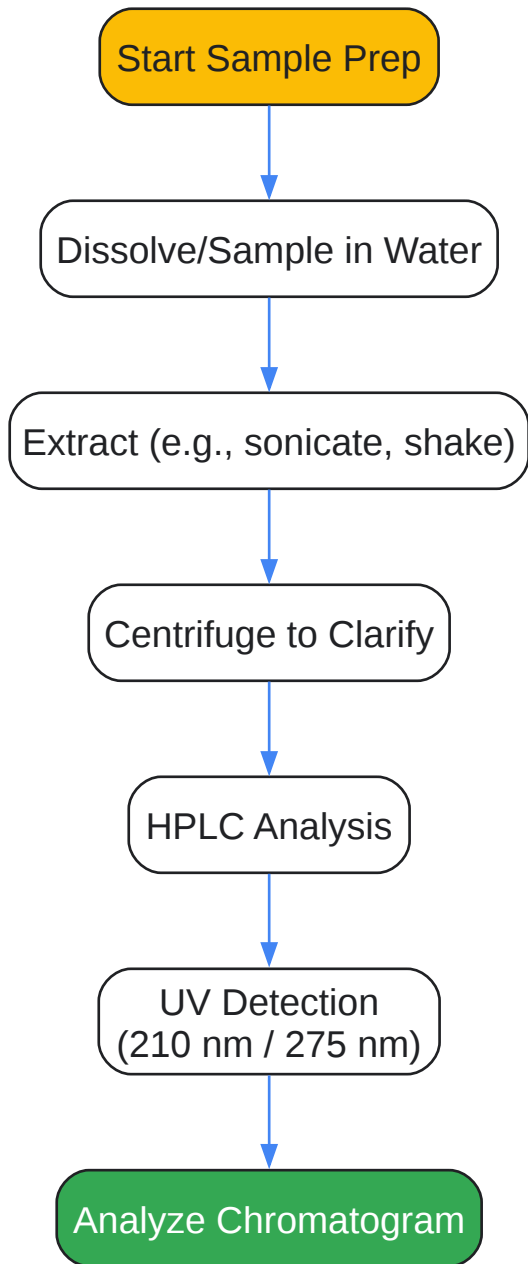 Start Sample Prep
Dissolve/Sample in Water
Extract (e.g., sonicate, shake)
Centrifuge to Clarify
HPLC Analysis
UV Detection
(210 nm / 275 nm)
Analyze Chromatogram